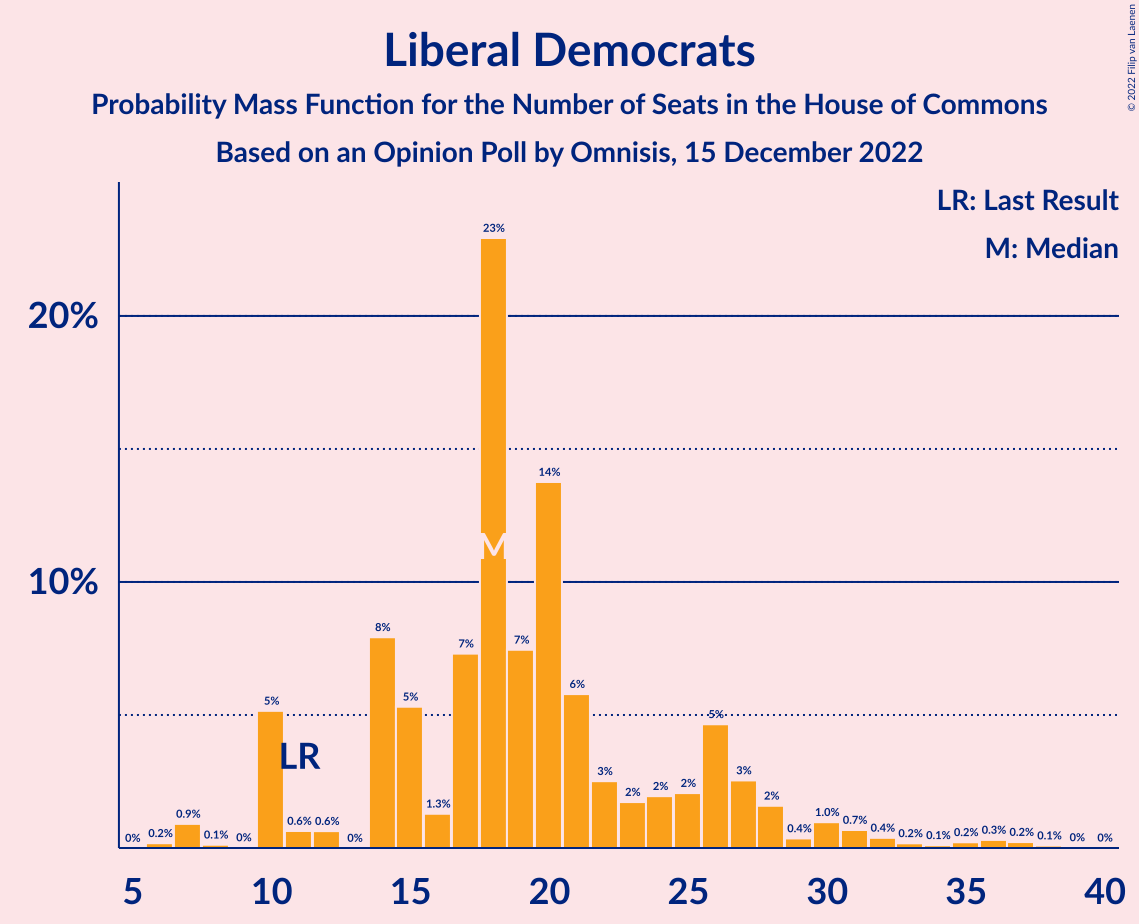 Liberal Democrats
Probability Mass Function for the Number of Seats in the House of Commons
Based on an Opinion Poll by Omnisis, 15 December 2022
© 2022 Filip van Laenen
LR: Last Result
M: Median
20%
10%
0% 0.2% 0.9% 0.1% 0% 5% 0.6% 0.6% 0% 8% 5% 1.3% 7% 23% 7% 14% 6% 3% 2% 2% 2% 5% 3% 2% 0.4% 1.0% 0.7% 0.4% 0.2% 0.1% 0.2% 0.3% 0.2% 0.1% 0% 0%
M
LR
5 10 15 20 25 30 35 40